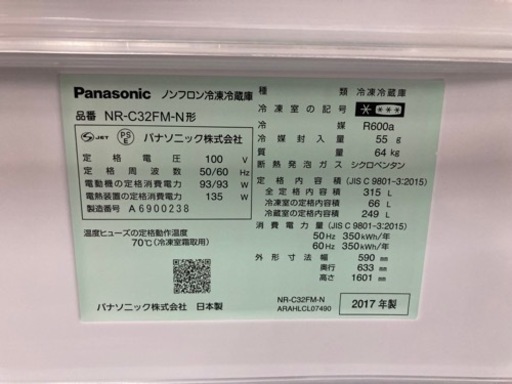 Panasonic ノンフロン冷凍冷蔵庫
品番 NR-C32FM-N形
S JET PS E パナソニック株式会社
定格電圧 100 V
定格周波数 50/60 Hz
電動機の定格消費電力 93/93 W
電熱装置の定格消費電力 135 W
製造番号 A6900238
温度ヒューズの定格動作温度
70℃(冷凍室霜取用)
パナソニック株式会社 日本製
種類 冷凍冷蔵庫
冷凍室の記号
冷媒 R600a
冷媒封入量 55 g
質量 64 kg
断熱発泡ガス シクロペンタン
定格内容積 (JIS C 9801-3:2015)
全定格内容積 315 L
冷凍室の定格内容積 66 L
冷蔵室の定格内容積 249 L
消費電力量 (JIS C 9801-3:2015)
50Hz 350kWh/年
60Hz 350kWh/年
外形寸法 幅 590 mm
奥行 633 mm
高さ 1601 mm
NR-C32FM-N
ARAHLCL07490
2017年製